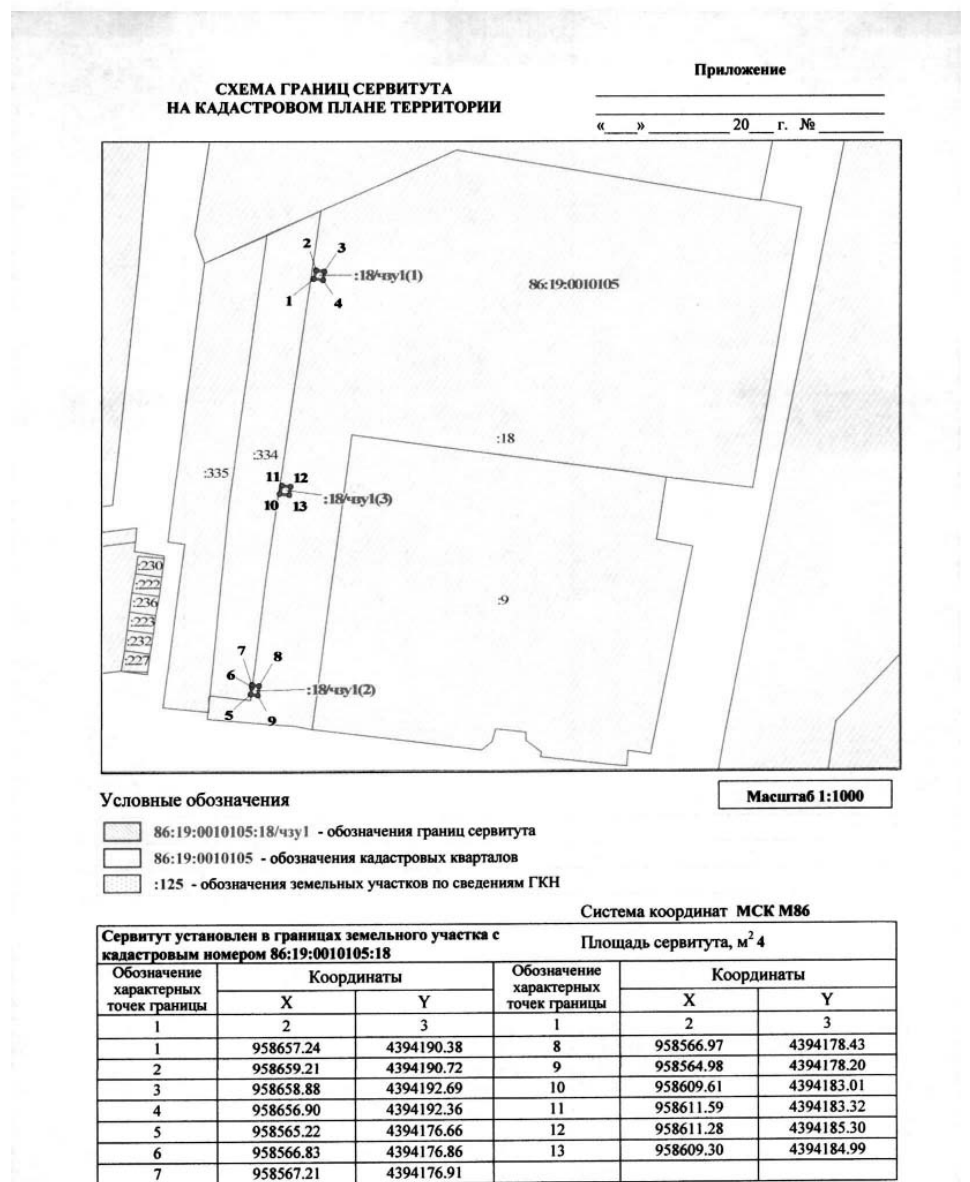 Приложение
СХЕМА ГРАНИЦ СЕРВИТУТА
НА КАДАСТРОВОМ ПЛАНЕ ТЕРРИТОРИИ
«____» __________ 20___ г. № ________
2 3
:18/чзу1(1)
1 4
86:19:0010105
:18
:334
:335
11 12
:18/чзу1(3)
10 13
:230
:222
:236
:223
:232
:227
:9
7 8
6
:18/чзу1(2)
5 9
Условные обозначения
Масштаб 1:1000
86:19:0010105:18/чзу1 - обозначения границ сервитута
86:19:0010105 - обозначения кадастровых кварталов
:125 - обозначения земельных участков по сведениям ГКН
Система координат МСК М86
Сервитут установлен в границах земельного участка с
кадастровым номером 86:19:0010105:18
Площадь сервитута, м² 4
Обозначение характерных точек границы Координаты Обозначение характерных точек границы Координаты
X Y X Y
1 2 3 1 2 3
1 958657.24 4394190.38 8 958566.97 4394178.43
2 958659.21 4394190.72 9 958564.98 4394178.20
3 958658.88 4394192.69 10 958609.61 4394183.01
4 958656.90 4394192.36 11 958611.59 4394183.32
5 958565.22 4394176.66 12 958611.28 4394185.30
6 958566.83 4394176.86 13 958609.30 4394184.99
7 958567.21 4394176.91